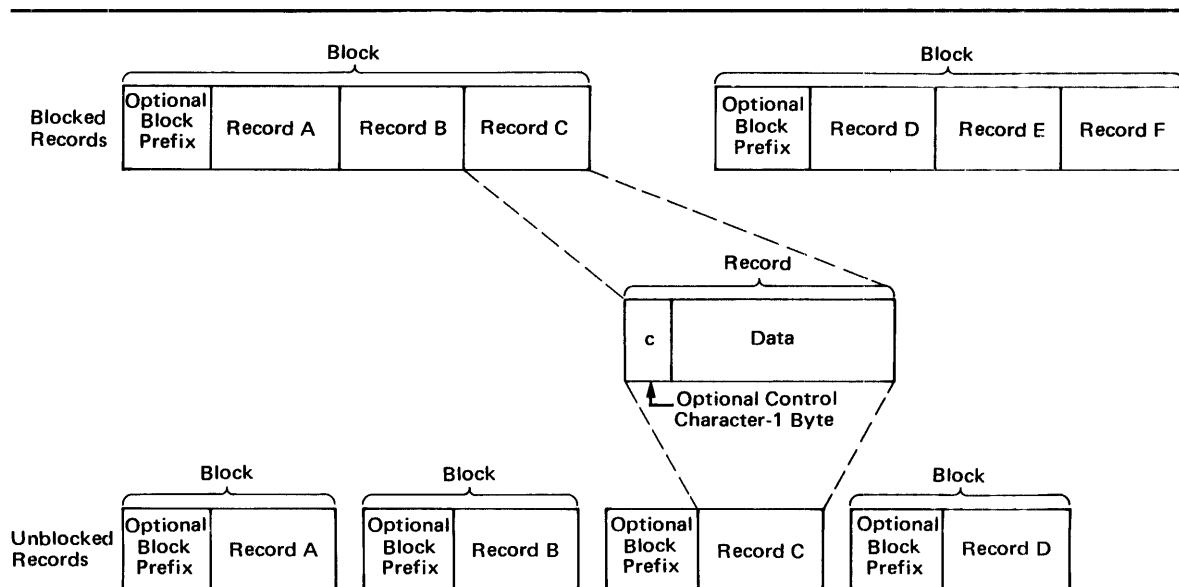 Block
Block
Blocked
Records
Optional
Block
Prefix
Record A
Record B
Record C
Optional
Block
Prefix
Record D
Record E
Record F
Record
c
Data
Optional Control
Character-1 Byte
Block
Block
Block
Unblocked
Records
Optional
Block
Prefix
Record A
Optional
Block
Prefix
Record B
Optional
Block
Prefix
Record C
Optional
Block
Prefix
Record D